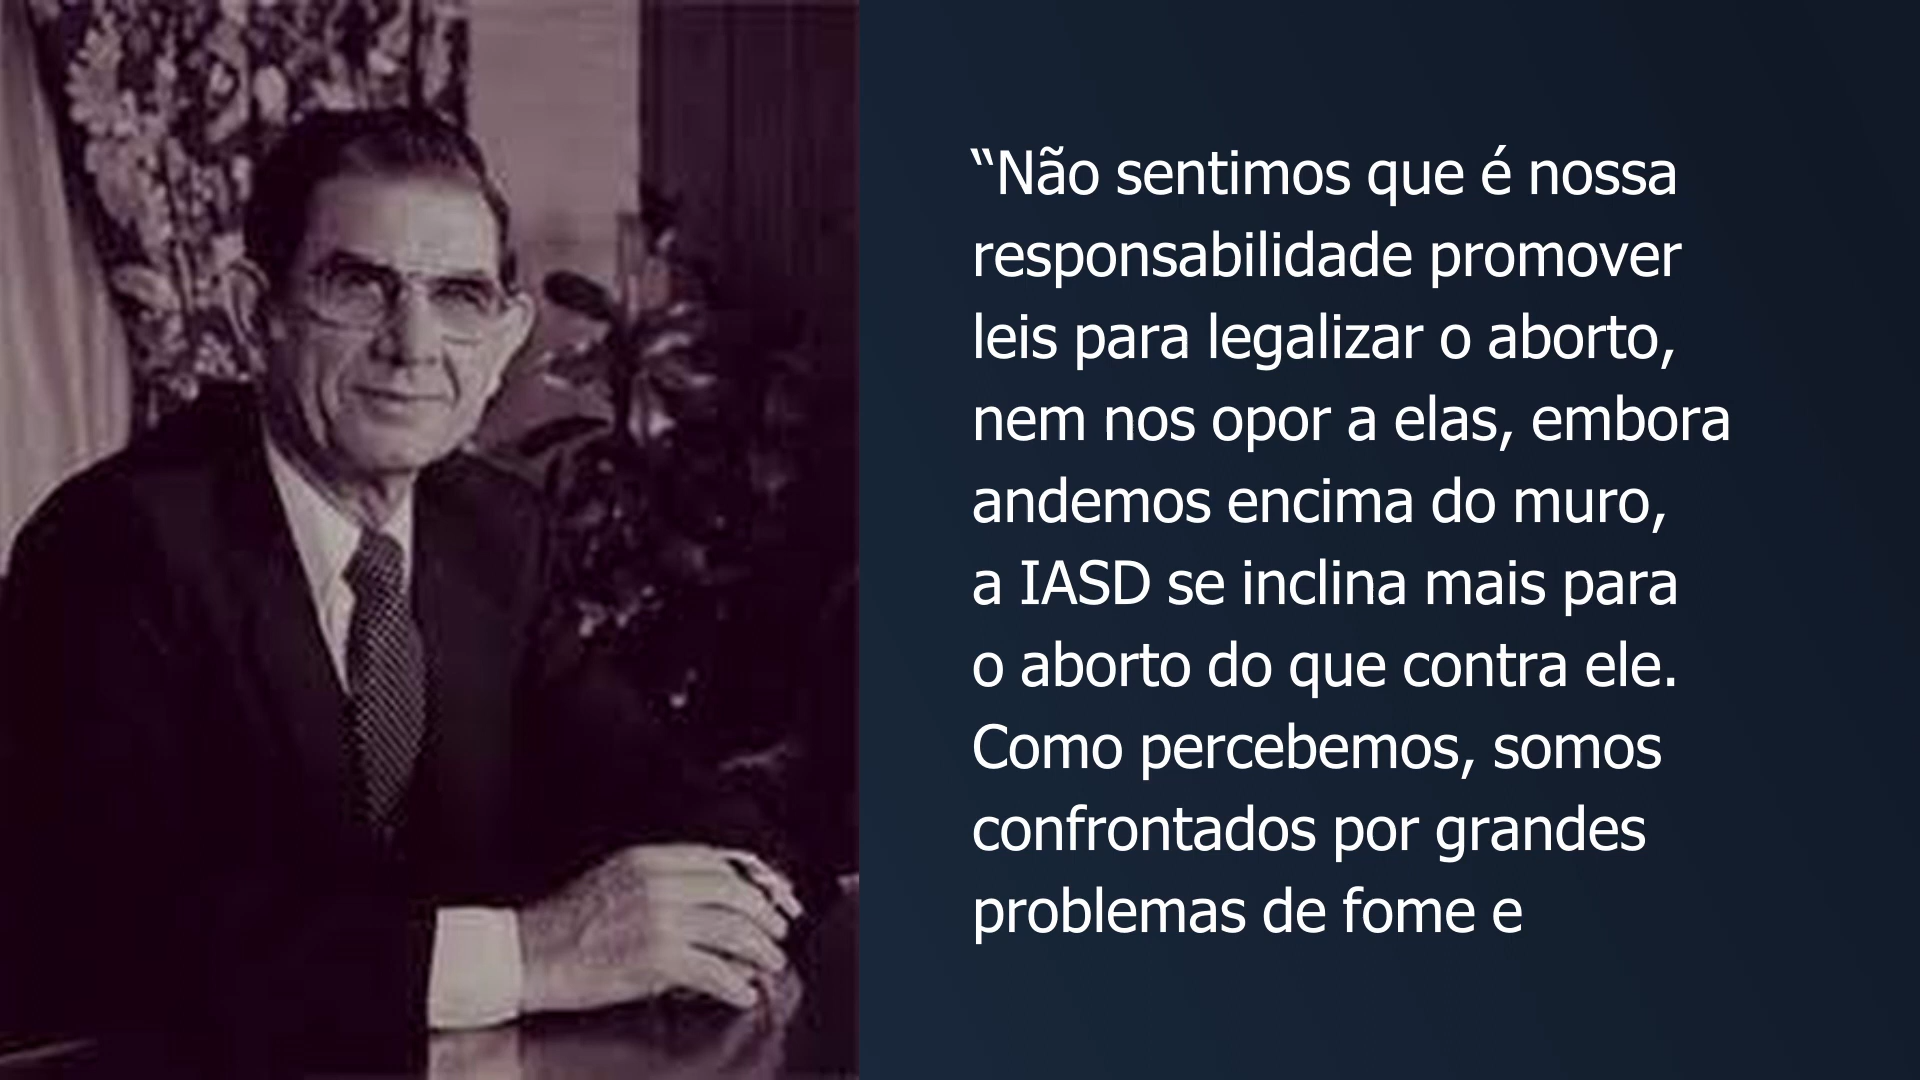 “Não sentimos que é nossa
responsabilidade promover
leis para legalizar o aborto,
nem nos opor a elas, embora
andemos encima do muro,
a IASD se inclina mais para
o aborto do que contra ele.
Como percebemos, somos
confrontados por grandes
problemas de fome e